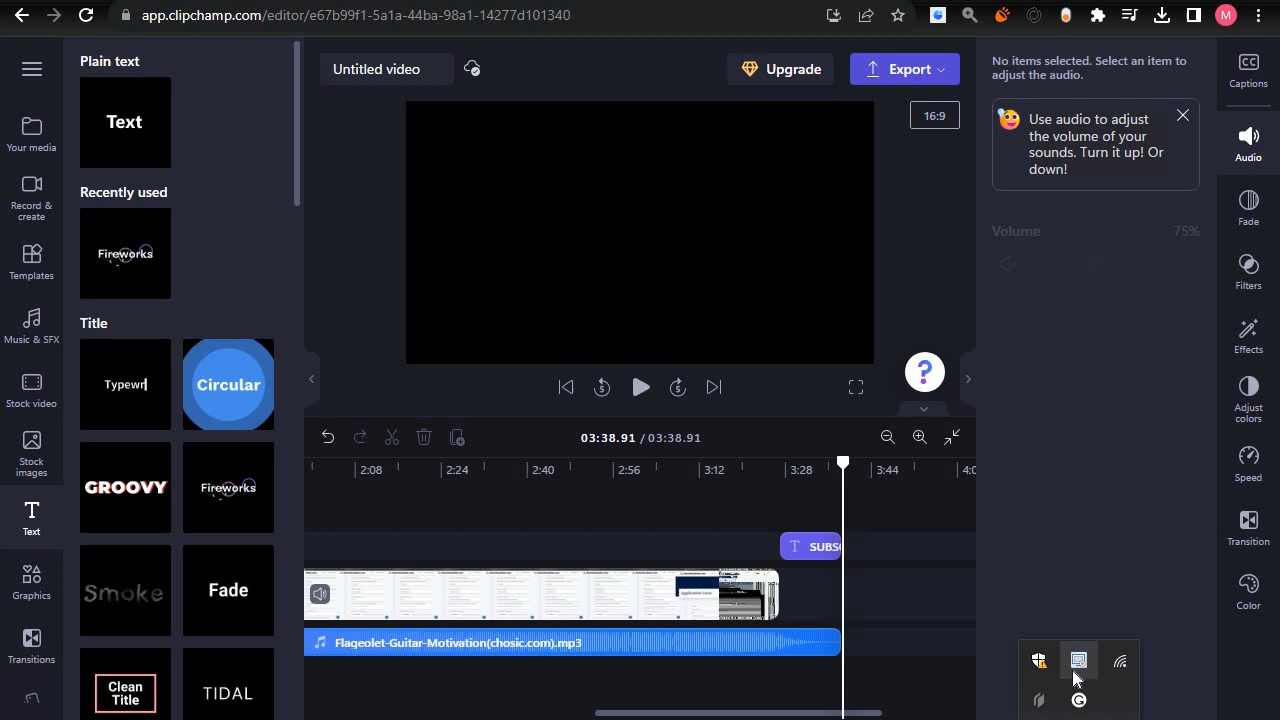 app.clipchamp.com/editor/e67b99f1-5a1a-44ba-98a1-14277d101340
M
Your media
Record &
create
Templates
Music & SFX
Stock video
Stock
images
Text
Graphics
Transitions
Plain text
Text
Recently used
Fireworks
Title
Typewr
Circular
GROOVY
Fireworks
Smoke
Fade
Clean
Title
TIDAL
Untitled video
Upgrade
Export
16:9
5
5
?
03:38.91 / 03:38.91
2:08
2:24
2:40
2:56
3:12
3:28
3:44
4:0
T SUBS
Flageolet-Guitar-Motivation(chosic.com).mp3
No items selected. Select an item to
adjust the audio.
Use audio to adjust
the volume of your
sounds. Turn it up! Or
down!
Volume 75%
CC
Captions
Audio
Fade
Filters
Effects
Adjust
colors
Speed
Transition
Color
G